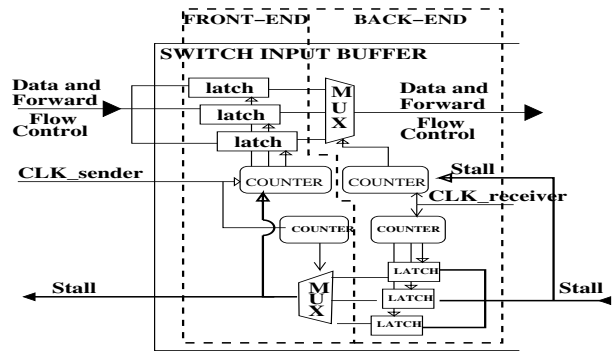 FRONT-END BACK-END
SWITCH INPUT BUFFER
Data and
Forward
Flow
Control
latch
latch
latch
MUX
Data and
Forward
Flow
Control
CLK_sender
COUNTER
COUNTER
Stall
CLK_receiver
COUNTER
COUNTER
LATCH
LATCH
LATCH
MUX
Stall
Stall